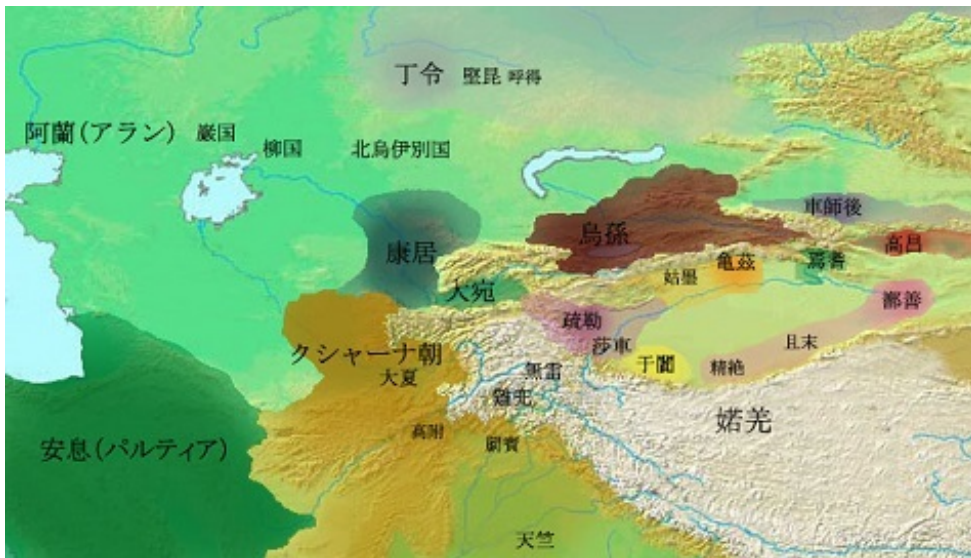 丁令 堅昆 呼得
阿蘭(アラン) 巌国
柳国 北烏伊別国
車師後
烏孫
高昌
康居
亀茲 焉耆
姑墨
大宛
鄯善
疏勒
莎車
且末
クシャーナ朝
于闐 精絶
大夏
無雷
難兜
婼羌
高附
罽賓
安息(パルティア)
天竺